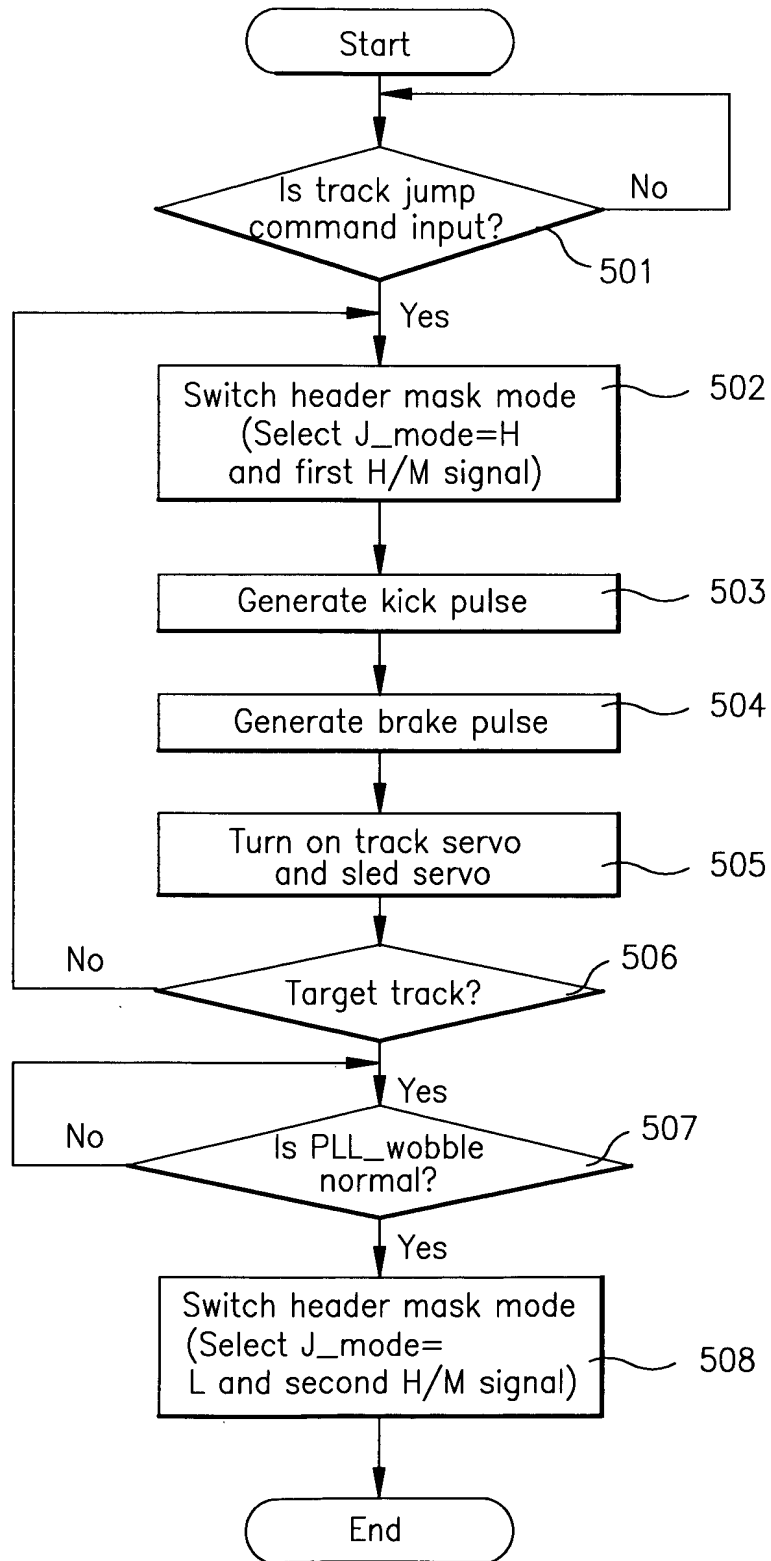 Start
Is track jump
command input?
No
501
Yes
Switch header mask mode
(Select J_mode=H
and first H/M signal)
502
Generate kick pulse
503
Generate brake pulse
504
Turn on track servo
and sled servo
505
No
Target track?
506
Yes
No
Is PLL_wobble
normal?
507
Yes
Switch header mask mode
(Select J_mode=
L and second H/M signal)
508
End